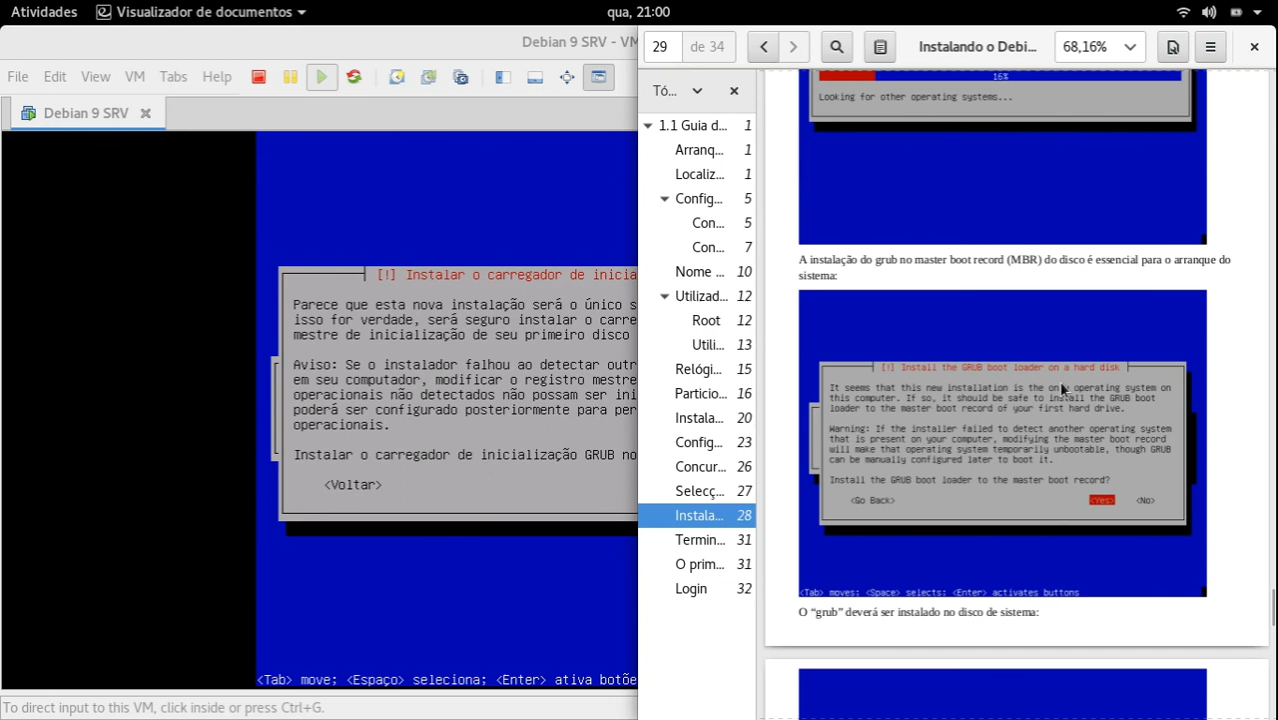 Atividades
Visualizador de documentos
qua, 21:00
Debian 9 SRV - VM
File Edit View VM Tabs Help
Debian 9 SRV
[!] Instalar o carregador de inicia
Parece que esta nova instalação será o único s
isso for verdade, será seguro instalar o carre
mestre de inicialização de seu primeiro disco
Aviso: Se o instalador falhou ao detectar outr
em seu computador, modificar o registro mestre
operacionais não detectados não possam ser ini
poderá ser configurado posteriormente para per
operacionais.
Instalar o carregador de inicialização GRUB no
<Voltar>
<Tab> move; <Espaço> seleciona; <Enter> ativa botõe
To direct input to this VM, click inside or press Ctrl+G.
29 de 34
Instalando o Debi...
68,16%
Tó...
1.1 Guia d... 1
Arranq... 1
Localiz... 1
Config... 5
Con... 5
Con... 7
Nome ... 10
Utilizad... 12
Root 12
Utili... 13
Relógi... 15
Particio... 16
Instala... 20
Config... 23
Concur... 26
Selecç... 27
Instala... 28
Termin... 31
O prim... 31
Login 32
16%
Looking for other operating systems...
A instalação do grub no master boot record (MBR) do disco é essencial para o arranque do
sistema:
[!] Install the GRUB boot loader on a hard disk
It seems that this new installation is the only operating system on
this computer. If so, it should be safe to install the GRUB boot
loader to the master boot record of your first hard drive.
Warning: If the installer failed to detect another operating system
that is present on your computer, modifying the master boot record
will make that operating system temporarily unbootable, though GRUB
can be manually configured later to boot it.
Install the GRUB boot loader to the master boot record?
<Go Back> <Yes> <No>
<Tab> moves; <Space> selects; <Enter> activates buttons
O “grub” deverá ser instalado no disco de sistema: